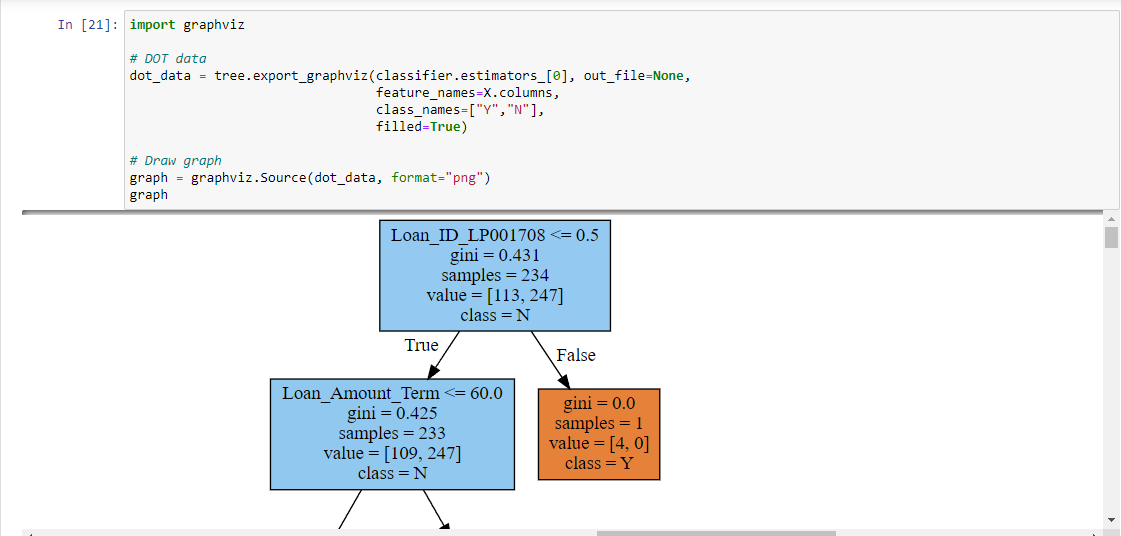 In [21]: import graphviz
# DOT data
dot_data = tree.export_graphviz(classifier.estimators_[0], out_file=None,
feature_names=X.columns,
class_names=["Y","N"],
filled=True)
# Draw graph
graph = graphviz.Source(dot_data, format="png")
graph
Loan_ID_LP001708 <= 0.5
gini = 0.431
samples = 234
value = [113, 247]
class = N
True
False
Loan_Amount_Term <= 60.0
gini = 0.425
samples = 233
value = [109, 247]
class = N
gini = 0.0
samples = 1
value = [4, 0]
class = Y